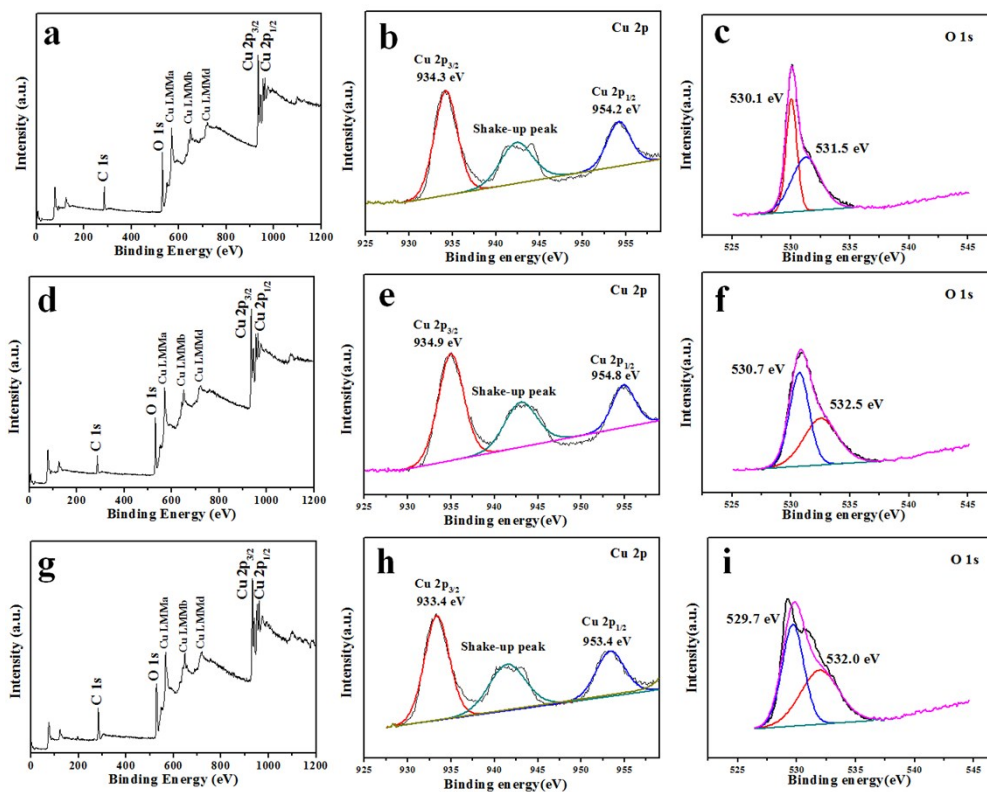 a
Intensity (a.u.)
C 1s
O 1s
Cu LMMa
Cu LMMb
Cu LMMd
Cu 2p3/2
Cu 2p1/2
0 200 400 600 800 1000 1200
Binding Energy (eV)
b
Cu 2p
Intensity(a.u.)
Cu 2p3/2
934.3 eV
Shake-up peak
Cu 2p1/2
954.2 eV
925 930 935 940 945 950 955
Binding energy(eV)
c
O 1s
Intensity(a.u.)
530.1 eV
531.5 eV
525 530 535 540 545
Binding energy(eV)
d
Intensity (a.u.)
C 1s
O 1s
Cu LMMa
Cu LMMb
Cu LMMd
Cu 2p3/2
Cu 2p1/2
0 200 400 600 800 1000 1200
Binding Energy (eV)
e
Cu 2p
Intensity(a.u.)
Cu 2p3/2
934.9 eV
Shake-up peak
Cu 2p1/2
954.8 eV
925 930 935 940 945 950 955
Binding energy(eV)
f
O 1s
Intensity(a.u.)
530.7 eV
532.5 eV
525 530 535 540 545
Binding energy(eV)
g
Intensity (a.u.)
C 1s
O 1s
Cu LMMa
Cu LMMb
Cu LMMd
Cu 2p3/2
Cu 2p1/2
0 200 400 600 800 1000 1200
Binding Energy (eV)
h
Cu 2p
Intensity(a.u.)
Cu 2p3/2
933.4 eV
Shake-up peak
Cu 2p1/2
953.4 eV
925 930 935 940 945 950 955
Binding energy(eV)
i
O 1s
Intensity(a.u.)
529.7 eV
532.0 eV
525 530 535 540 545
Binding energy(eV)